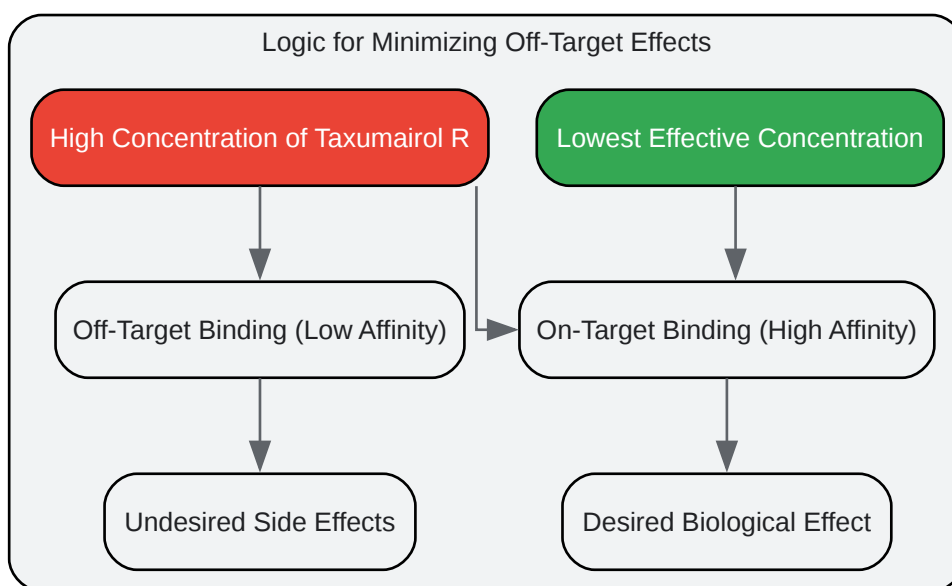 Logic for Minimizing Off-Target Effects
High Concentration of Taxumairol R
Lowest Effective Concentration
Off-Target Binding (Low Affinity)
On-Target Binding (High Affinity)
Undesired Side Effects
Desired Biological Effect